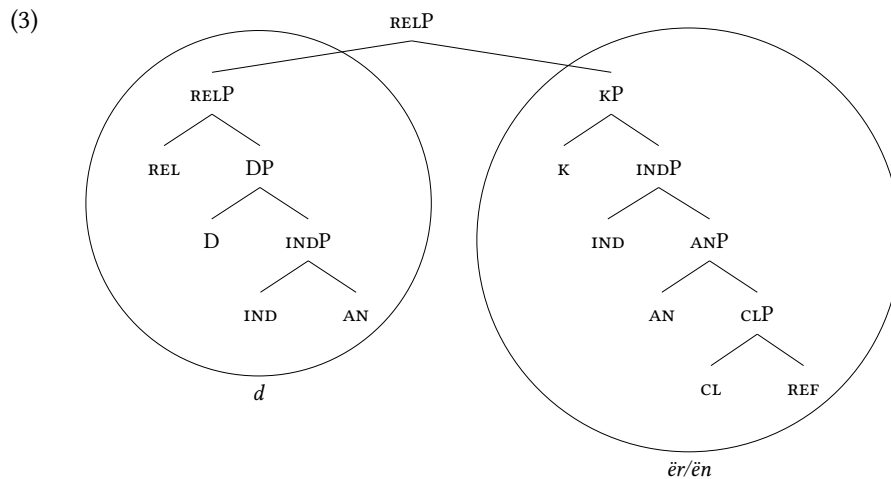 (3)
RELP
RELP KP
REL DP K INDP
D INDP IND ANP
IND AN AN CLP
CL REF
d
ër/ën